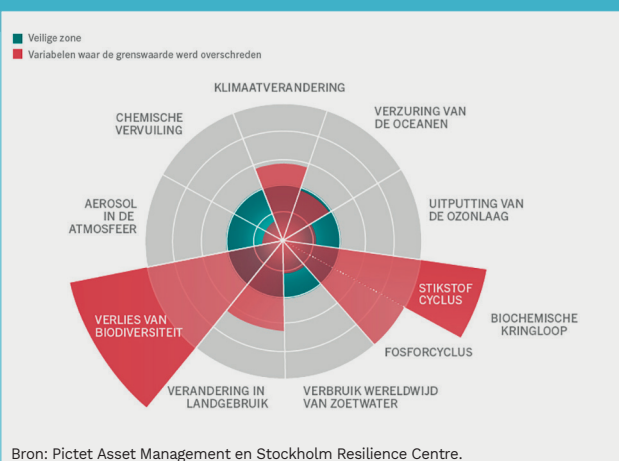 Veilige zone
Variabelen waar de grenswaarde werd overschreden
KLIMAATVERANDERING
CHEMISCHE
VERVUILING
VERZURING VAN
DE OCEANEN
AEROSOL
IN DE
ATMOSFEER
UITPUTTING VAN
DE OZONLAAG
STIKSTOF
CYCLUS
BIOCHEMISCHE
KRINGLOOP
VERLIES VAN
BIODIVERSITEIT
FOSFORCYCLUS
VERANDERING IN
LANDGEBRUIK
VERBRUIK WERELDWIJD
VAN ZOETWATER
Bron: Pictet Asset Management en Stockholm Resilience Centre.